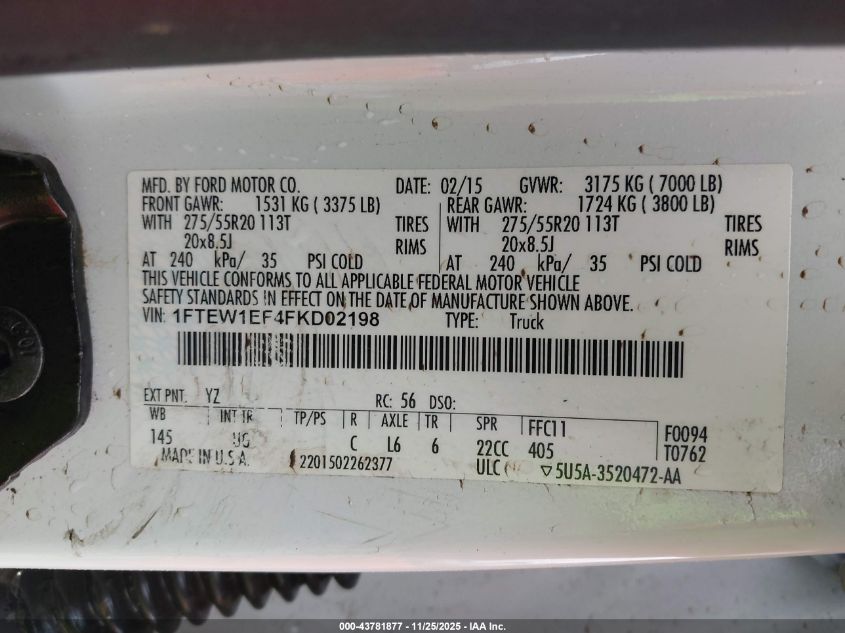 MFD. BY FORD MOTOR CO. DATE: 02/15 GVWR: 3175 KG ( 7000 LB)
FRONT GAWR: 1531 KG ( 3375 LB) REAR GAWR: 1724 KG ( 3800 LB)
WITH 275/55R20 113T TIRES WITH 275/55R20 113T TIRES
20x8.5J RIMS 20x8.5J RIMS
AT 240 kPa/ 35 PSI COLD AT 240 kPa/ 35 PSI COLD
THIS VEHICLE CONFORMS TO ALL APPLICABLE FEDERAL MOTOR VEHICLE
SAFETY STANDARDS IN EFFECT ON THE DATE OF MANUFACTURE SHOWN ABOVE.
VIN: 1FTEW1EF4FKD02198 TYPE: Truck
EXT PNT: YZ RC: 56 DSO:
WB INT TR TP/PS R AXLE TR SPR FFC11 F0094
145 UG C L6 6 22CC 405 T0762
MADE IN U.S.A. 2201502262377 ULC 5U5A-3520472-AA
000-43781877 - 11/25/2025 - IAA Inc.